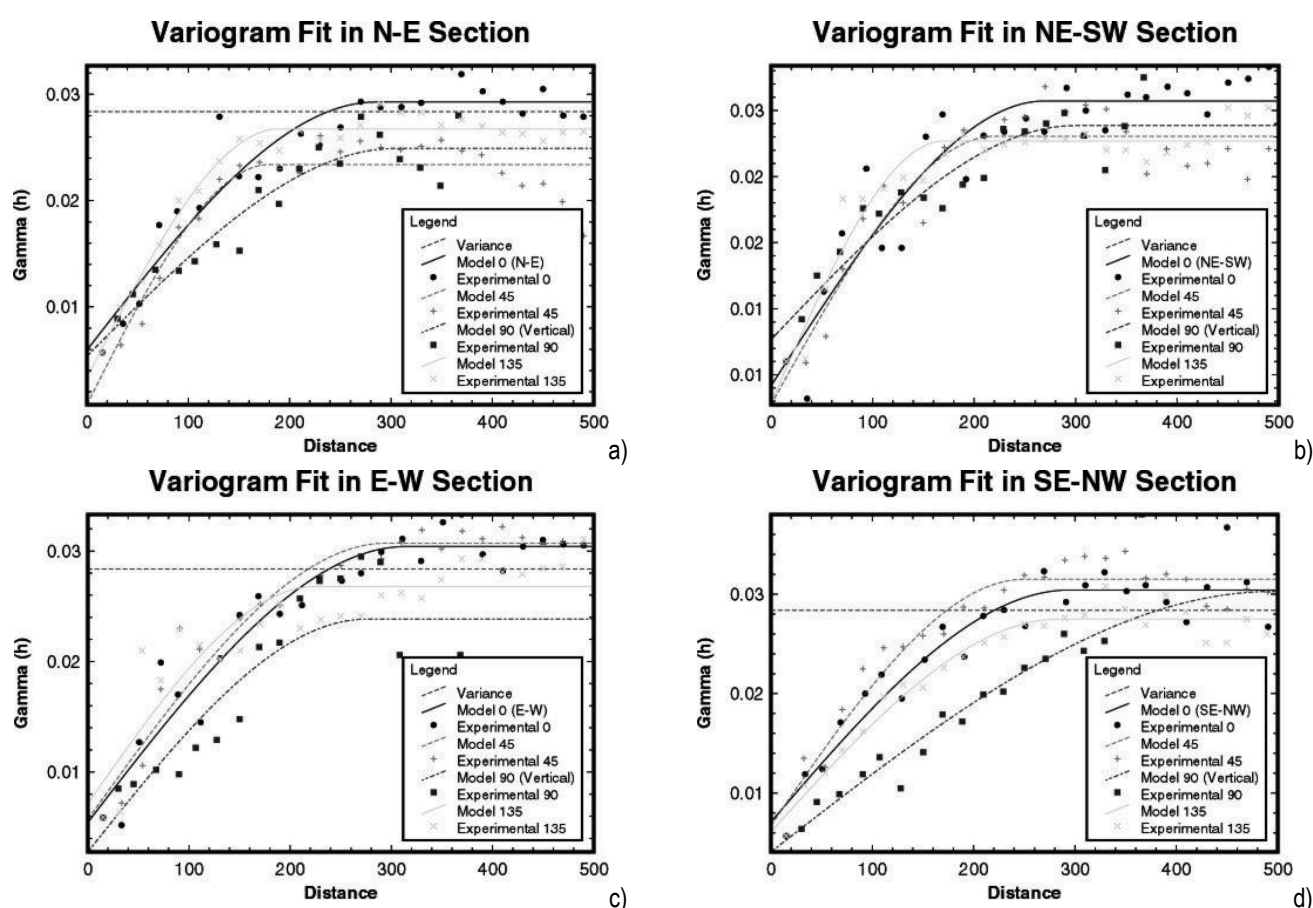 Variogram Fit in N-E Section
Gamma (h)
0.03
0.02
0.01
0 100 200 300 400 500
Distance
Legend
Variance
Model 0 (N-E)
Experimental 0
Model 45
Experimental 45
Model 90 (Vertical)
Experimental 90
Model 135
Experimental 135
a)
Variogram Fit in NE-SW Section
Gamma (h)
0.03
0.02
0.02
0.01
0.01
0 100 200 300 400 500
Distance
Legend
Variance
Model 0 (NE-SW)
Experimental 0
Model 45
Experimental 45
Model 90 (Vertical)
Experimental 90
Model 135
Experimental
b)
Variogram Fit in E-W Section
Gamma (h)
0.03
0.02
0.01
0 100 200 300 400 500
Distance
Legend
Variance
Model 0 (E-W)
Experimental 0
Model 45
Experimental 45
Model 90 (Vertical)
Experimental 90
Model 135
Experimental 135
c)
Variogram Fit in SE-NW Section
Gamma (h)
0.03
0.02
0.01
0 100 200 300 400 500
Distance
Legend
Variance
Model 0 (SE-NW)
Experimental 0
Model 45
Experimental 45
Model 90 (Vertical)
Experimental 90
Model 135
Experimental 135
d)